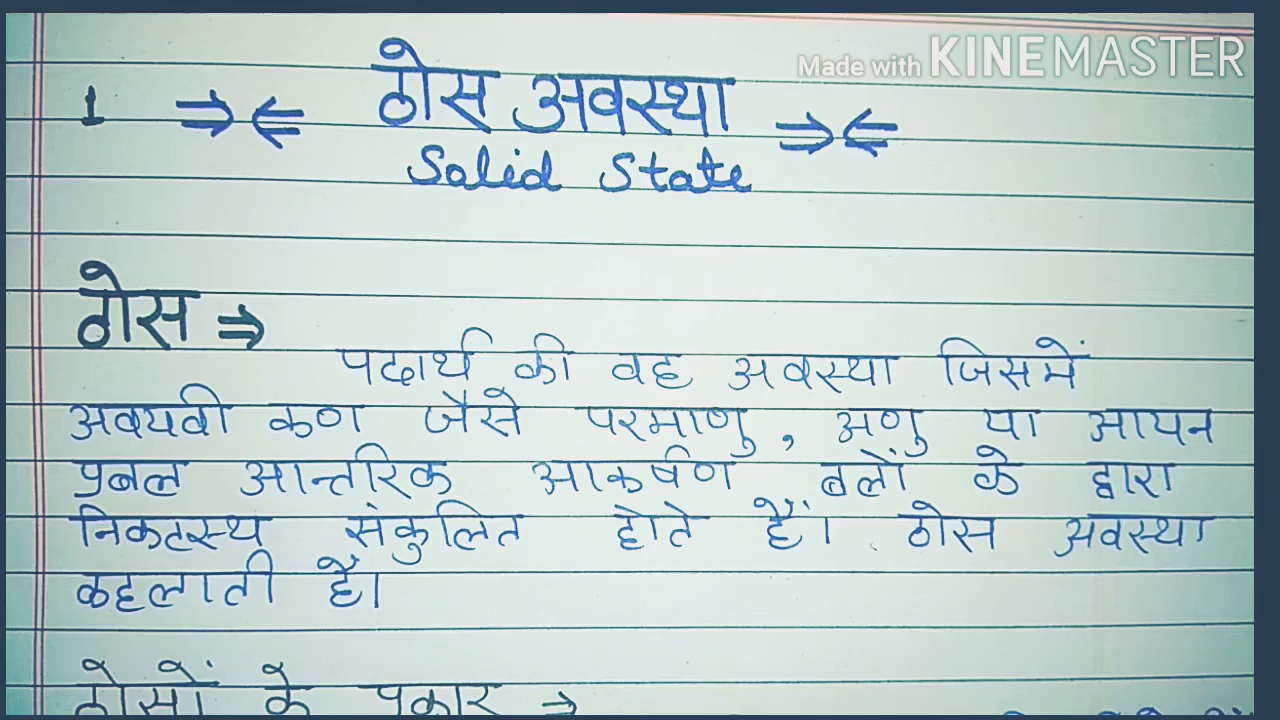 Made with KINEMASTER
1 ⇒⇐ ठोस अवस्था ⇒⇐
Solid State
ठोस ⇒
पदार्थ की वह अवस्था जिसमें
अवयवी कण जैसे परमाणु, अणु या आयन
प्रबल आन्तरिक आकर्षण बलों के द्वारा
निकटस्थ संकुलित होते हैं। ठोस अवस्था
कहलाती है।
ठोसों के प्रकार →